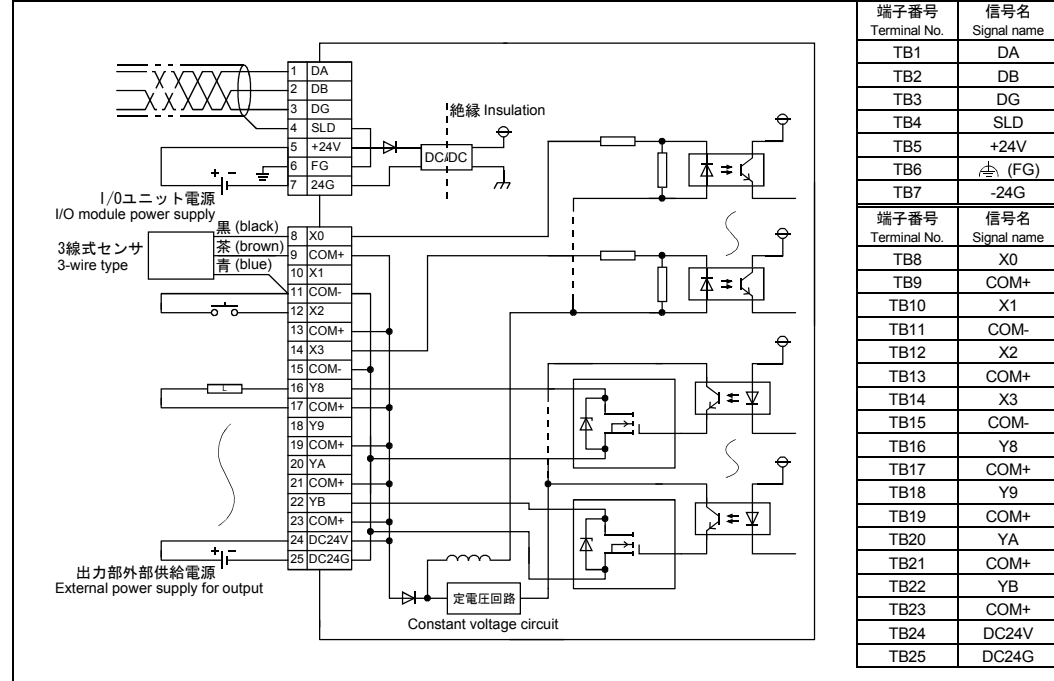 1 DA
2 DB
3 DG
4 SLD
5 +24V
6 FG
7 24G
絶縁 Insulation
DC/DC
+ -
I/Oユニット電源
I/O module power supply
3線式センサ
3-wire type
黒 (black)
茶 (brown)
青 (blue)
8 X0
9 COM+
10 X1
11 COM-
12 X2
13 COM+
14 X3
15 COM-
16 Y8
17 COM+
18 Y9
19 COM+
20 YA
21 COM+
22 YB
23 COM+
24 DC24V
25 DC24G
L
+ -
出力部外部供給電源
External power supply for output
定電圧回路
Constant voltage circuit
端子番号 信号名
Terminal No. Signal name
TB1 DA
TB2 DB
TB3 DG
TB4 SLD
TB5 +24V
TB6 (FG)
TB7 -24G
端子番号 信号名
Terminal No. Signal name
TB8 X0
TB9 COM+
TB10 X1
TB11 COM-
TB12 X2
TB13 COM+
TB14 X3
TB15 COM-
TB16 Y8
TB17 COM+
TB18 Y9
TB19 COM+
TB20 YA
TB21 COM+
TB22 YB
TB23 COM+
TB24 DC24V
TB25 DC24G